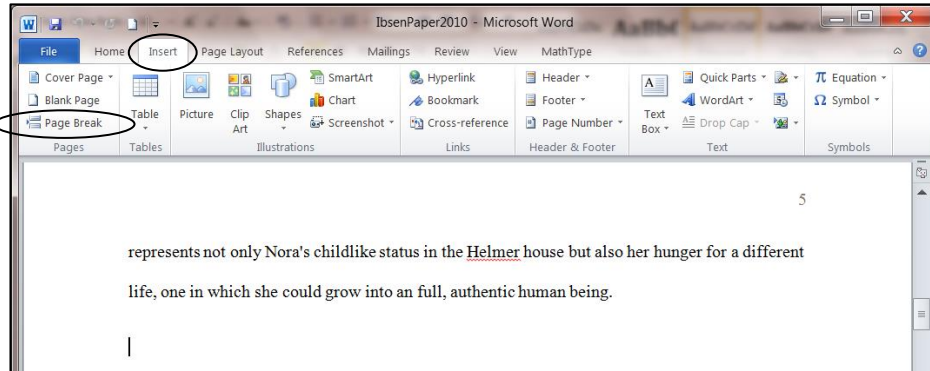 IbsenPaper2010 - Microsoft Word
File Home Insert Page Layout References Mailings Review View MathType
Cover Page
Blank Page
Page Break
Pages
Table
Tables
Picture
Clip Art
Shapes
SmartArt
Chart
Screenshot
Illustrations
Hyperlink
Bookmark
Cross-reference
Links
Header
Footer
Page Number
Header & Footer
Text Box
Quick Parts
WordArt
Drop Cap
Text
π Equation
Ω Symbol
Symbols
5
represents not only Nora's childlike status in the Helmer house but also her hunger for a different
life, one in which she could grow into an full, authentic human being.